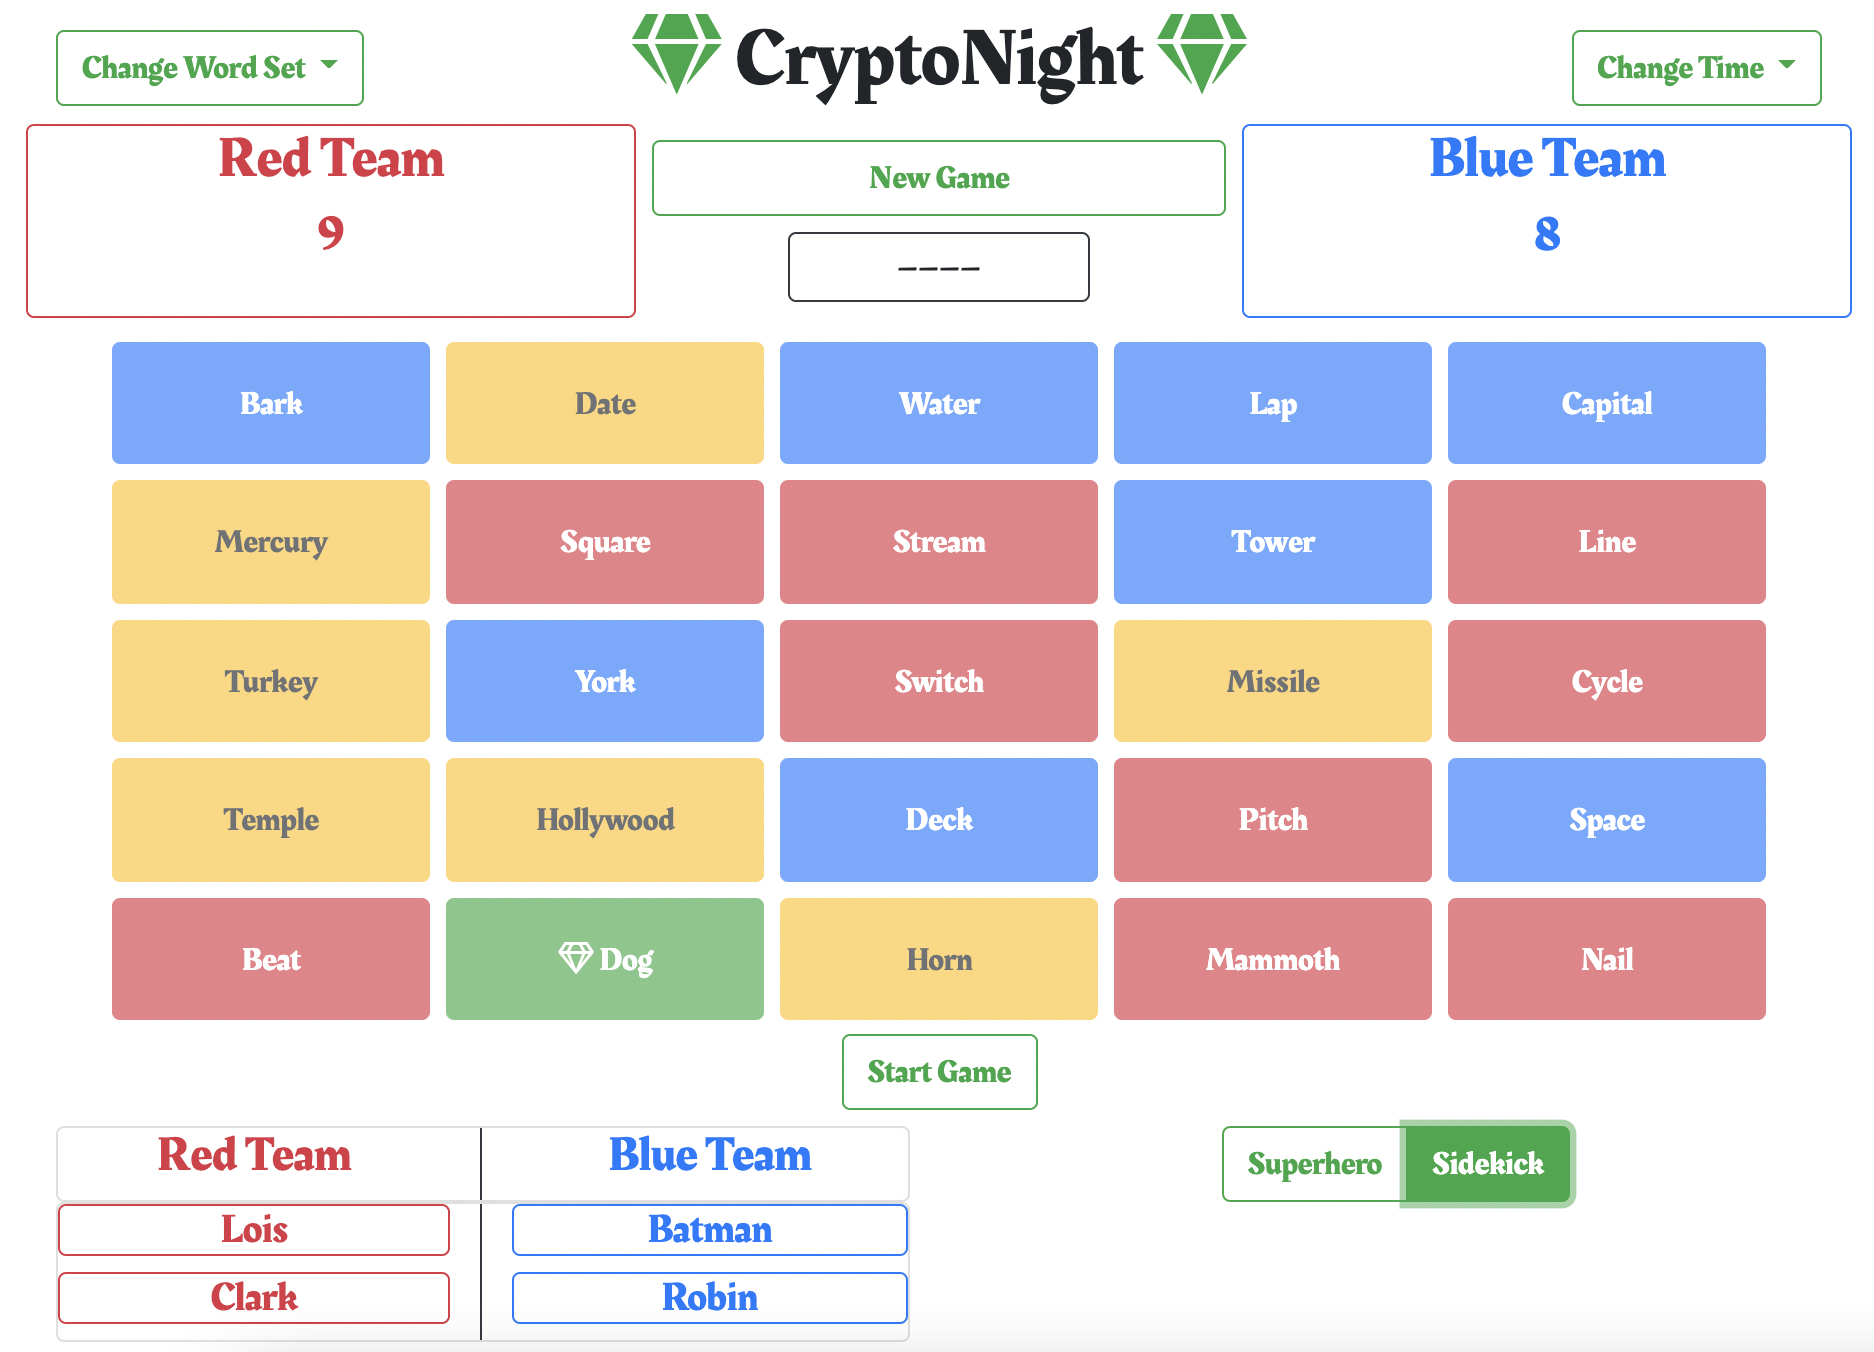 Change Word Set
CryptoNight
Change Time
Red Team
9
New Game
----
Blue Team
8
Bark
Date
Water
Lap
Capital
Mercury
Square
Stream
Tower
Line
Turkey
York
Switch
Missile
Cycle
Temple
Hollywood
Deck
Pitch
Space
Beat
Dog
Horn
Mammoth
Nail
Start Game
Red Team
Blue Team
Lois
Batman
Clark
Robin
Superhero
Sidekick